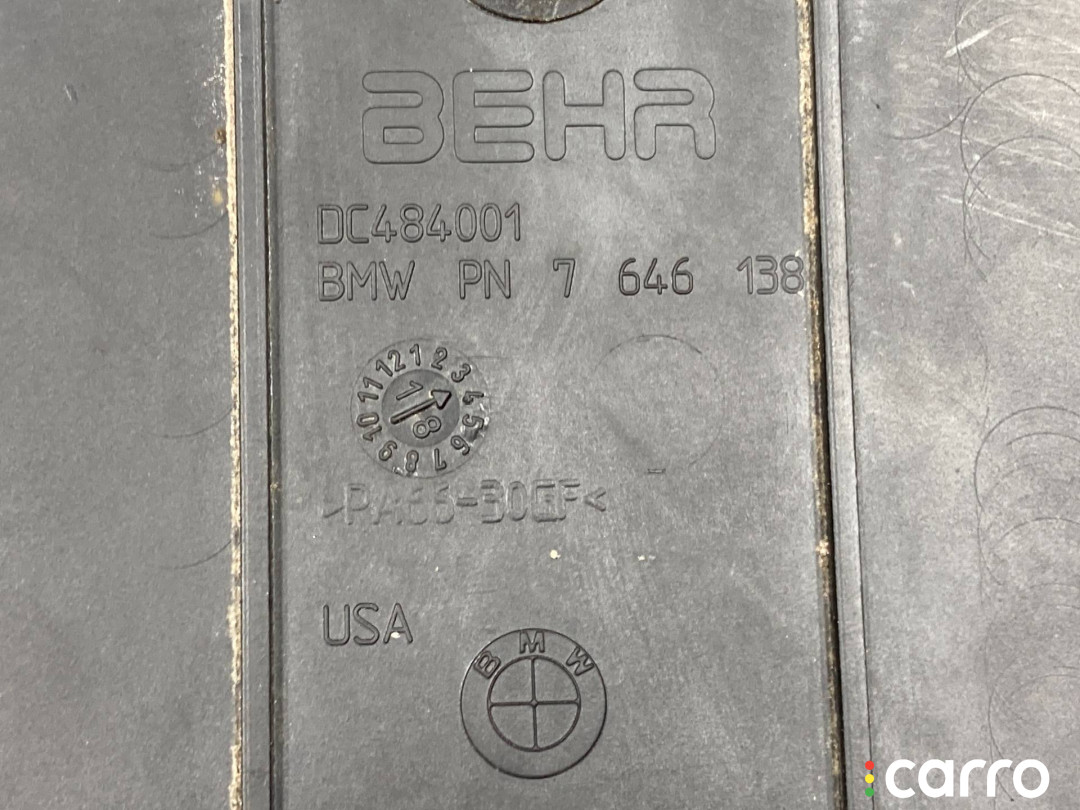 BEHR
DC484001
BMW PN 7 646 138
1 2 3 4 5 6 7 8 9 10 11 12
1 8
>PA66-30GF<
USA
BMW
carro